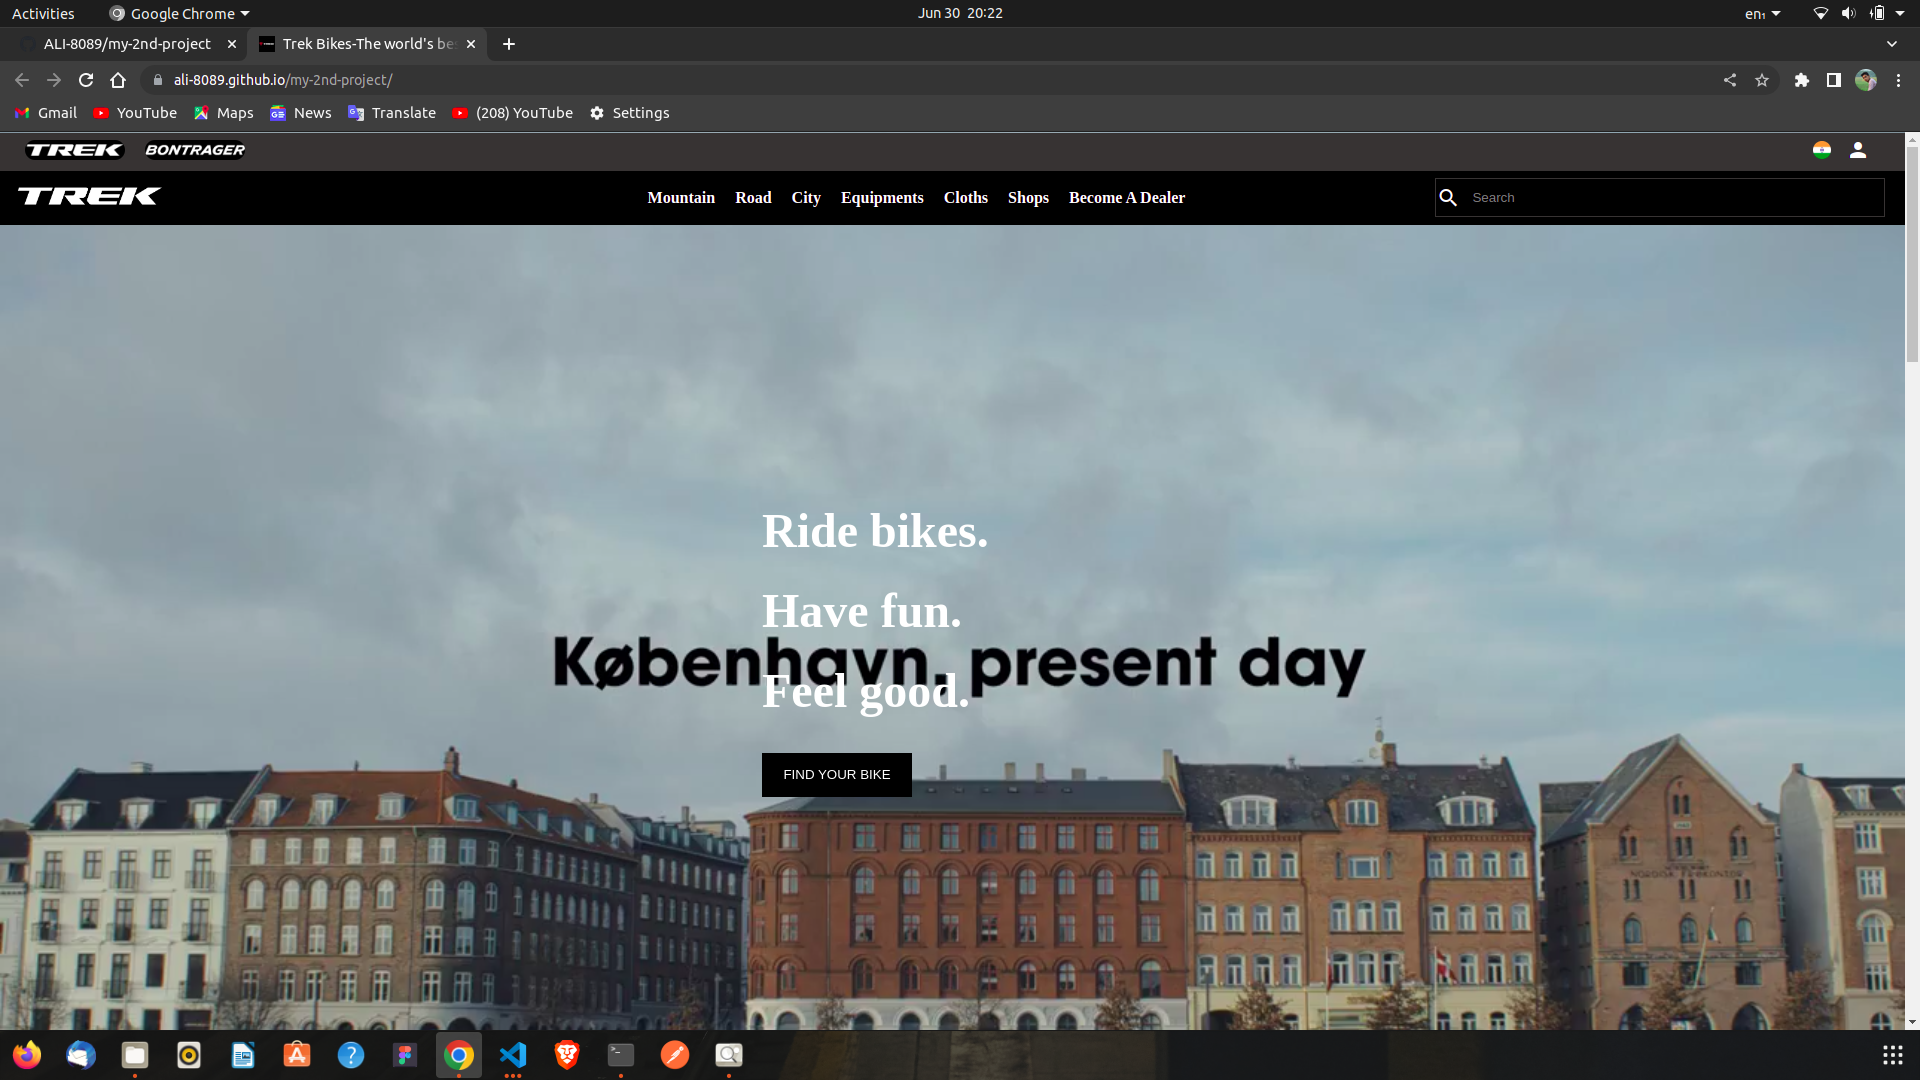 Activities
Google Chrome
Jun 30 20:22
en₁
ALI-8089/my-2nd-project
Trek Bikes-The world's bes
ali-8089.github.io/my-2nd-project/
Gmail
YouTube
Maps
News
Translate
(208) YouTube
Settings
TREK
BONTRAGER
TREK
Mountain
Road
City
Equipments
Cloths
Shops
Become A Dealer
Search
Ride bikes.
Have fun.
København, present day
Feel good.
FIND YOUR BIKE